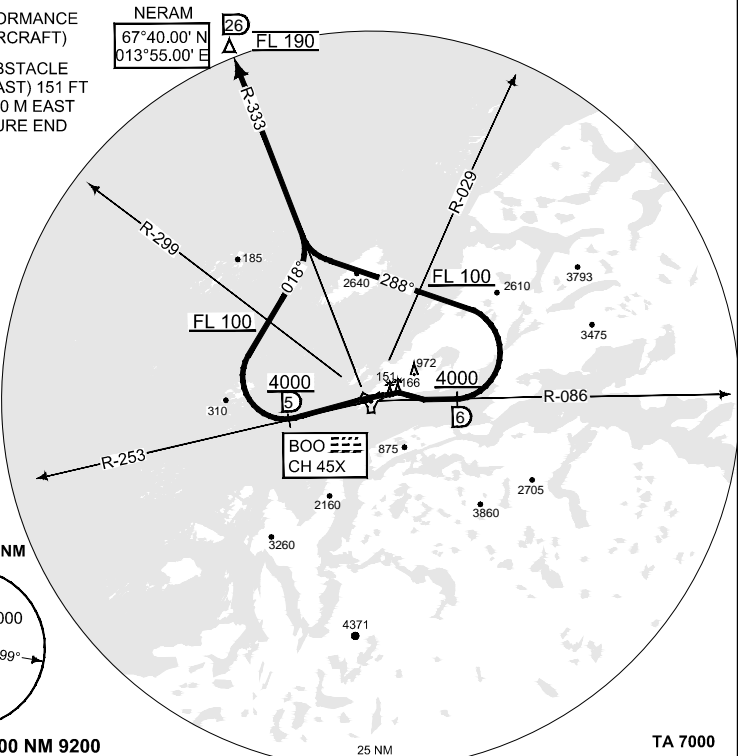 ORMANCE
RCRAFT)
BSTACLE
AST) 151 FT
0 M EAST
URE END
NERAM
67°40.00' N
013°55.00' E
26
FL 190
R-333
R-029
R-299
185
018°
2640
288°
FL 100
2610
3793
3475
FL 100
972
151
166
4000
4000
5
6
310
R-086
R-253
BOO
CH 45X
875
2705
2160
3860
3260
NM
000
99°
4371
00 NM 9200
25 NM
TA 7000